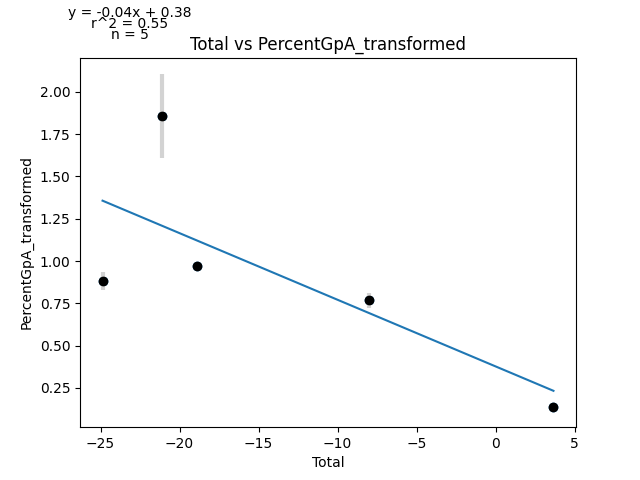 y = -0.04x + 0.38
r^2 = 0.55
n = 5
Total vs PercentGpA_transformed
PercentGpA_transformed
2.00
1.75
1.50
1.25
1.00
0.75
0.50
0.25
−25
−20
−15
−10
−5
0
5
Total